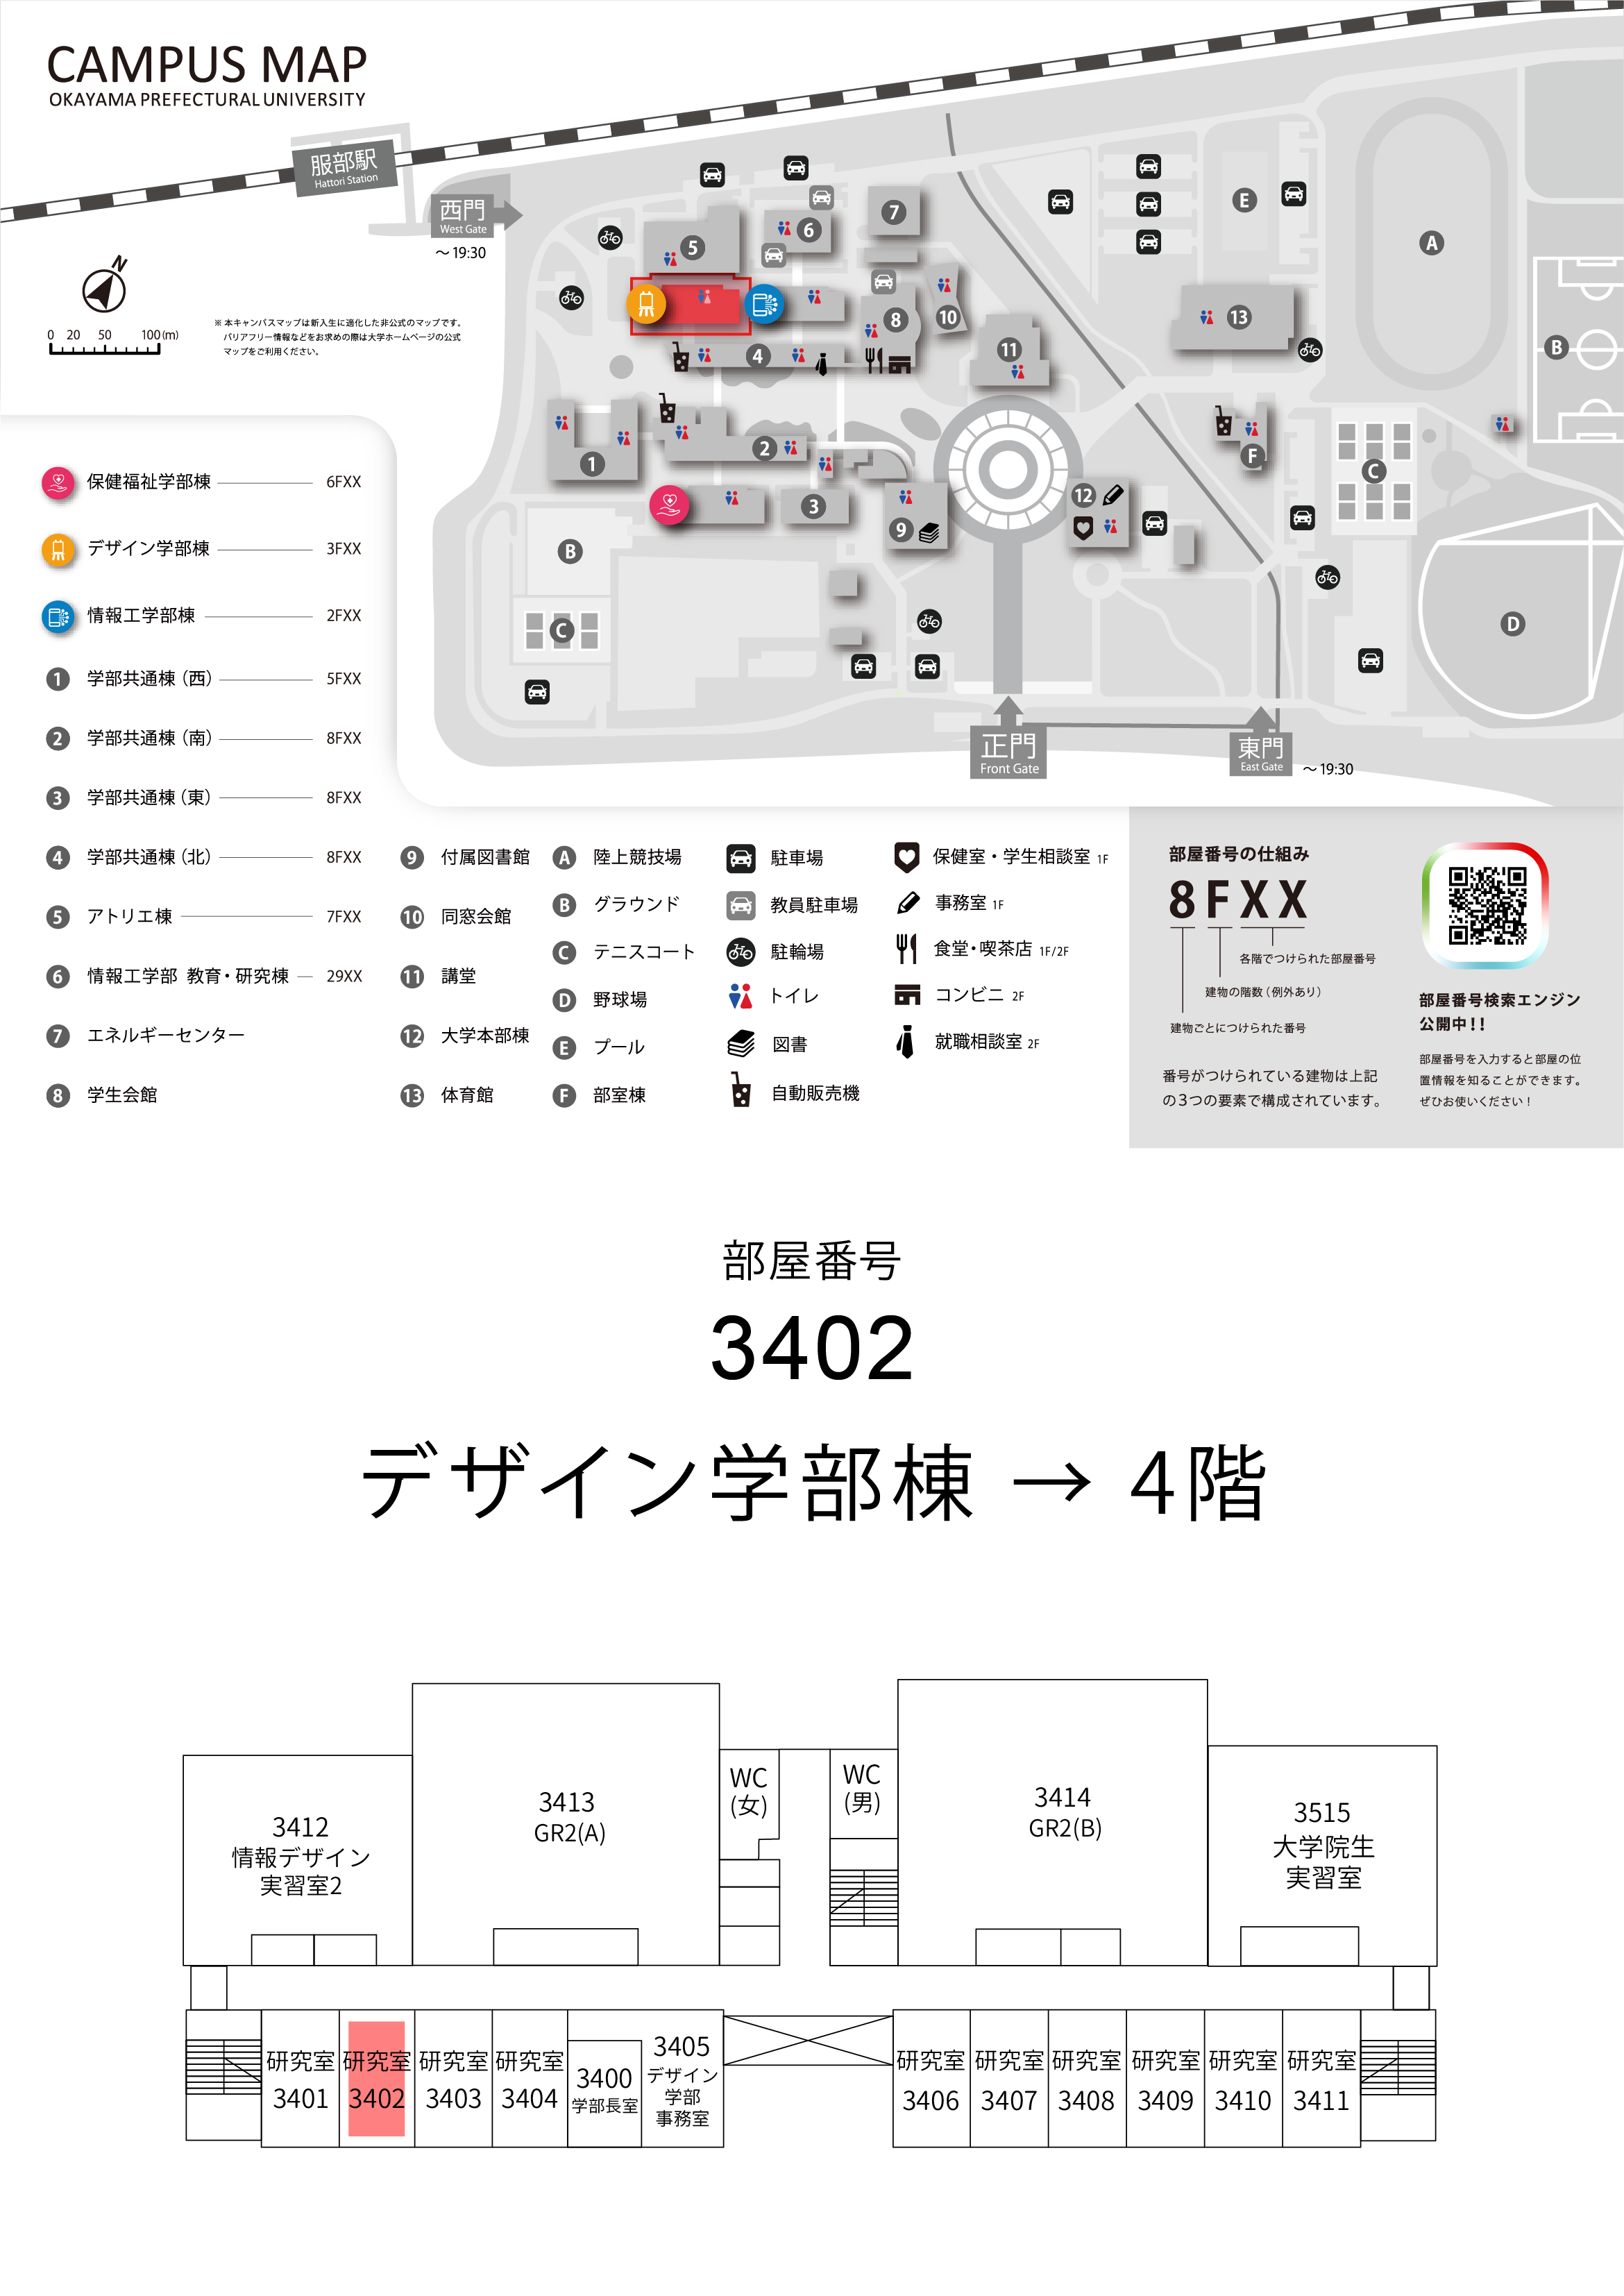 CAMPUS MAP
OKAYAMA PREFECTURAL UNIVERSITY
服部駅
Hattori Station
西門
West Gate
～19:30
N
0 20 50 100(m)
※ 本キャンパスマップは新入生に適化した非公式のマップです。
バリアフリー情報などをお求めの際は大学ホームページの公式
マップをご利用ください。
5
6
7
8
10
11
4
1
2
3
9
12
13
A
B
C
D
E
F
B
C
正門
Front Gate
東門
East Gate
～19:30
保健福祉学部棟 6FXX
デザイン学部棟 3FXX
情報工学部棟 2FXX
1 学部共通棟（西） 5FXX
2 学部共通棟（南） 8FXX
3 学部共通棟（東） 8FXX
4 学部共通棟（北） 8FXX
5 アトリエ棟 7FXX
6 情報工学部 教育・研究棟 29XX
7 エネルギーセンター
8 学生会館
9 付属図書館
10 同窓会館
11 講堂
12 大学本部棟
13 体育館
A 陸上競技場
B グラウンド
C テニスコート
D 野球場
E プール
F 部室棟
駐車場
教員駐車場
駐輪場
トイレ
図書
自動販売機
保健室・学生相談室 1F
事務室 1F
食堂・喫茶店 1F/2F
コンビニ 2F
就職相談室 2F
部屋番号の仕組み
8FXX
各階でつけられた部屋番号
建物の階数（例外あり）
建物ごとにつけられた番号
番号がつけられている建物は上記
の３つの要素で構成されています。
部屋番号検索エンジン
公開中！！
部屋番号を入力すると部屋の位
置情報を知ることができます。
ぜひお使いください！
部屋番号
3402
デザイン学部棟 → 4階
3412
情報デザイン
実習室2
3413
GR2(A)
WC
(女)
WC
(男)
3414
GR2(B)
3515
大学院生
実習室
研究室
3401
研究室
3402
研究室
3403
研究室
3404
3400
学部長室
3405
デザイン
学部
事務室
研究室
3406
研究室
3407
研究室
3408
研究室
3409
研究室
3410
研究室
3411